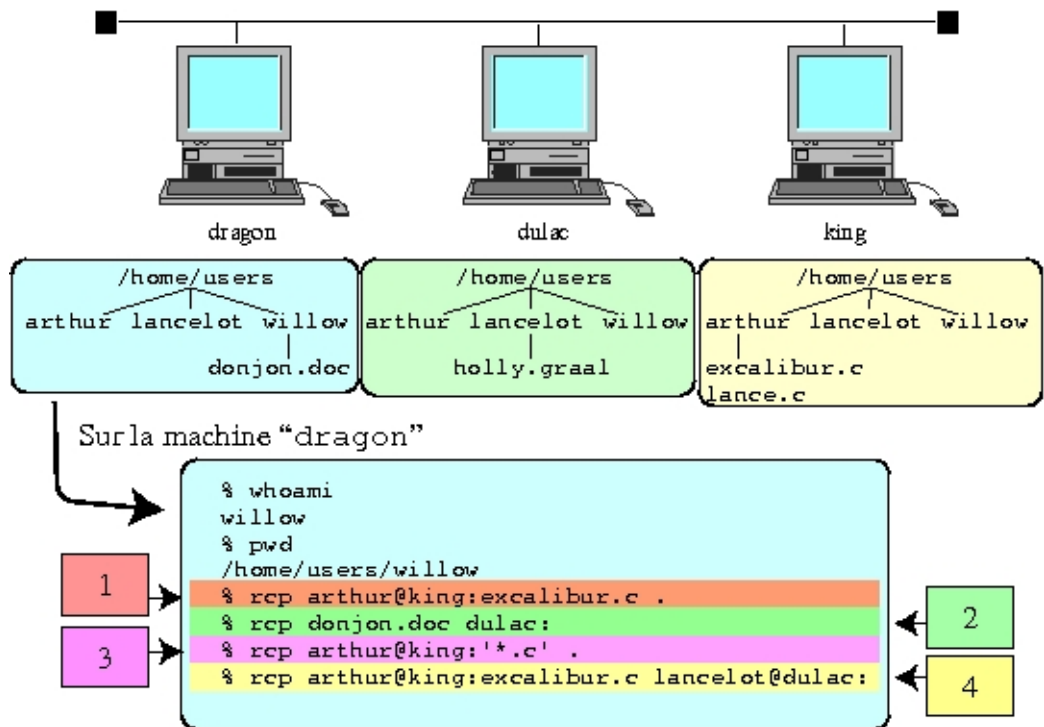 dragon dulac king
/home/users /home/users /home/users
arthur lancelot willow arthur lancelot willow arthur lancelot willow
donjon.doc holly.graal excalibur.c
lance.c
Sur la machine “dragon”
% whoami
willow
% pwd
/home/users/willow
1
% rcp arthur@king:excalibur.c .
% rcp donjon.doc dulac:
2
3
% rcp arthur@king:'*.c' .
% rcp arthur@king:excalibur.c lancelot@dulac:
4